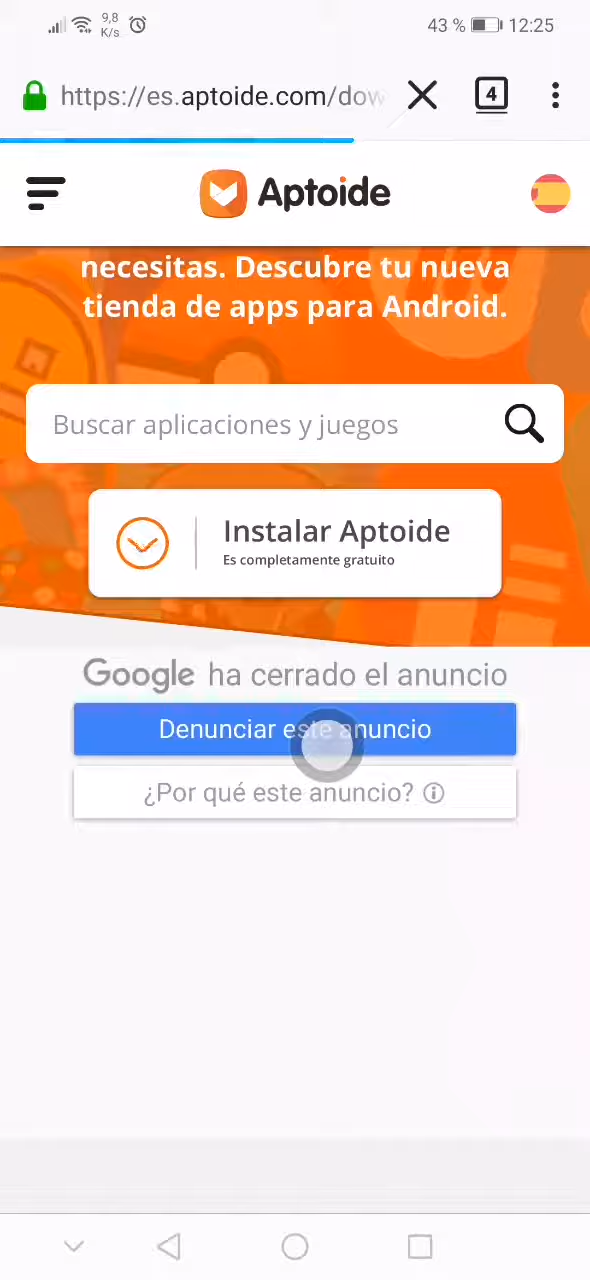 9,8
K/s
43 %
12:25
https://es.aptoide.com/dow
4
Aptoide
necesitas. Descubre tu nueva
tienda de apps para Android.
Buscar aplicaciones y juegos
Instalar Aptoide
Es completamente gratuito
Google ha cerrado el anuncio
Denunciar este anuncio
¿Por qué este anuncio?